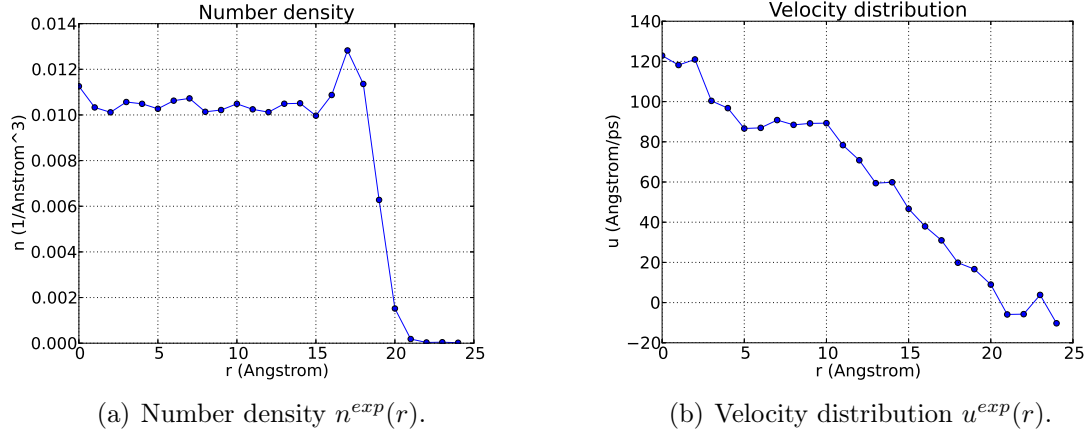 Number density
0.014
0.012
0.010
0.008
0.006
0.004
0.002
0.000
n (1/Anstrom^3)
0 5 10 15 20 25
r (Angstrom)
(a) Number density n^{exp}(r).
Velocity distribution
140
120
100
80
60
40
20
0
−20
u (Angstrom/ps)
0 5 10 15 20 25
r (Angstrom)
(b) Velocity distribution u^{exp}(r).